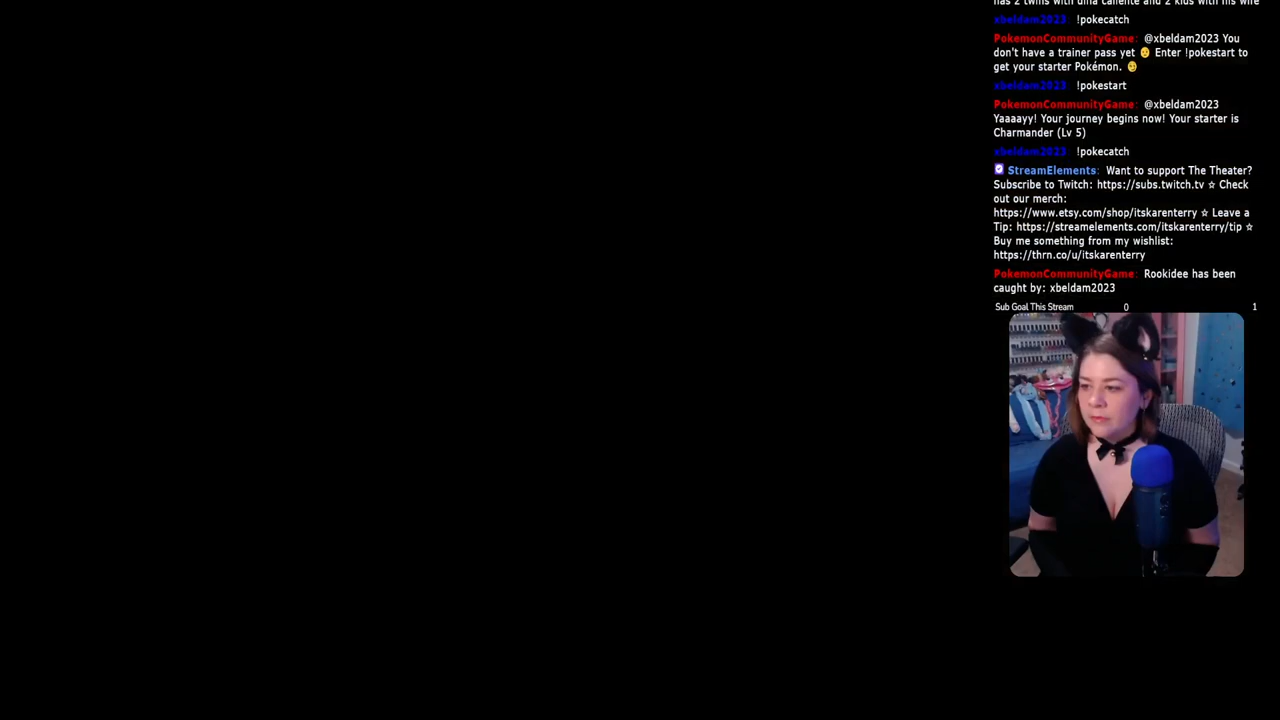 has 2 twins with dina caliente and 2 kids with his wife
xbeldam2023 !pokecatch
PokemonCommunityGame: @xbeldam2023 You
don't have a trainer pass yet 😟 Enter !pokestart to
get your starter Pokémon. 🧐
xbeldam2023 !pokestart
PokemonCommunityGame: @xbeldam2023
Yaaaayy! Your journey begins now! Your starter is
Charmander (Lv 5)
xbeldam2023 !pokecatch
StreamElements: Want to support The Theater?
Subscribe to Twitch: https://subs.twitch.tv ☆ Check
out our merch:
https://www.etsy.com/shop/itskarenterry ☆ Leave a
Tip: https://streamelements.com/itskarenterry/tip ☆
Buy me something from my wishlist:
https://thrn.co/u/itskarenterry
PokemonCommunityGame: Rookidee has been
caught by: xbeldam2023
Sub Goal This Stream 0 1